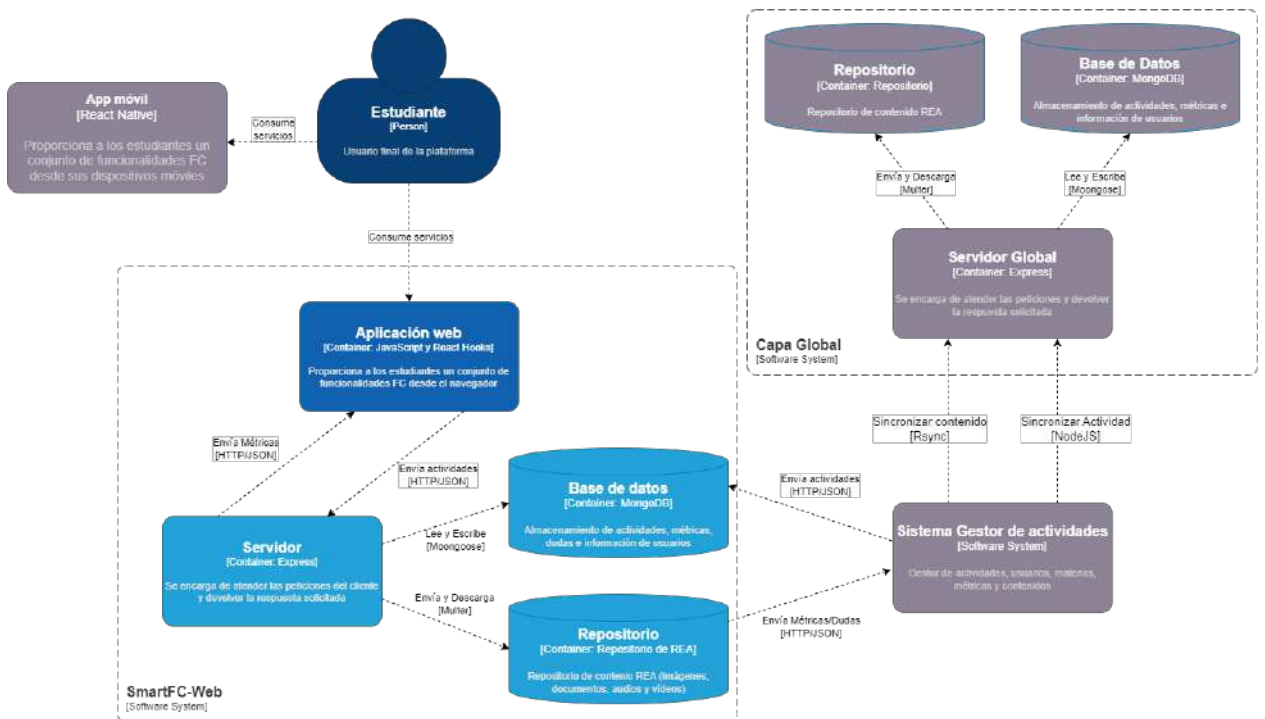 App móvil
[React Native]
Proporciona a los estudiantes un
conjunto de funcionalidades FC
desde sus dispositivos móviles
Consume
servicios
Estudiante
[Person]
Usuario final de la plataforma
Consume servicios
Repositorio
[Container: Repositorio]
Repositorio de contenido REA
Base de Datos
[Container: MongoDB]
Almacenamiento de actividades, métricas e
información de usuarios
Envía y Descarga
[Multer]
Lee y Escribe
[Moongose]
Servidor Global
[Container: Express]
Se encarga de atender las peticiones y devolver
la respuesta solicitada
Capa Global
[Software System]
Aplicación web
[Container: JavaScript y React Hooks]
Proporciona a los estudiantes un conjunto de
funcionalidades FC desde el navegador
Envía Métricas
[HTTP/JSON]
Envía actividades
[HTTP/JSON]
Servidor
[Container: Express]
Se encarga de atender las peticiones del cliente
y devolver la respuesta solicitada
Lee y Escribe
[Moongoose]
Envía y Descarga
[Multer]
Base de datos
[Container: MongoDB]
Almacenamiento de actividades, métricas,
dudas e información de usuarios
Repositorio
[Container: Repositorio de REA]
Repositorio de contenio REA (Imágenes,
documentos, audios y vídeos)
SmartFC-Web
[Software System]
Sincronizar contenido
[Rsync]
Sincronizar Actividad
[NodeJS]
Envía actividades
[HTTP/JSON]
Sistema Gestor de actividades
[Software System]
Gestor de actividades, usuarios, materias,
métricas y contenidos
Envía Métricas/Dudas
[HTTP/JSON]